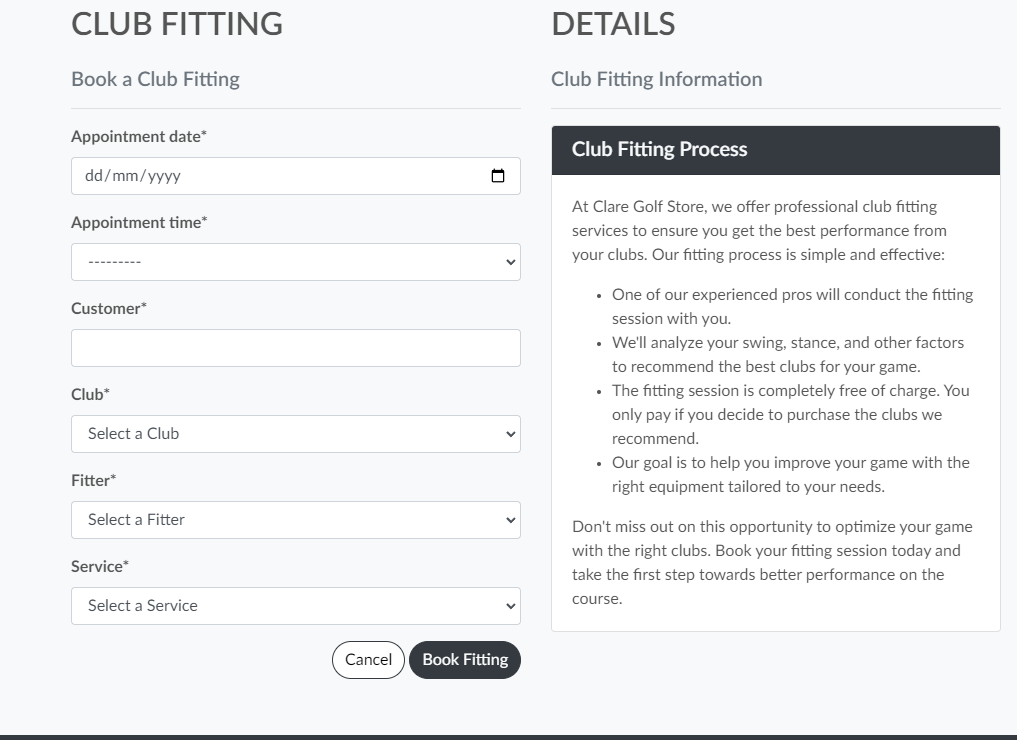 CLUB FITTING
Book a Club Fitting
Appointment date*
dd/mm/yyyy
Appointment time*
---------
Customer*
Club*
Select a Club
Fitter*
Select a Fitter
Service*
Select a Service
Cancel
Book Fitting
DETAILS
Club Fitting Information
Club Fitting Process
At Clare Golf Store, we offer professional club fitting
services to ensure you get the best performance from
your clubs. Our fitting process is simple and effective:
• One of our experienced pros will conduct the fitting
session with you.
• We'll analyze your swing, stance, and other factors
to recommend the best clubs for your game.
• The fitting session is completely free of charge. You
only pay if you decide to purchase the clubs we
recommend.
• Our goal is to help you improve your game with the
right equipment tailored to your needs.
Don't miss out on this opportunity to optimize your game
with the right clubs. Book your fitting session today and
take the first step towards better performance on the
course.